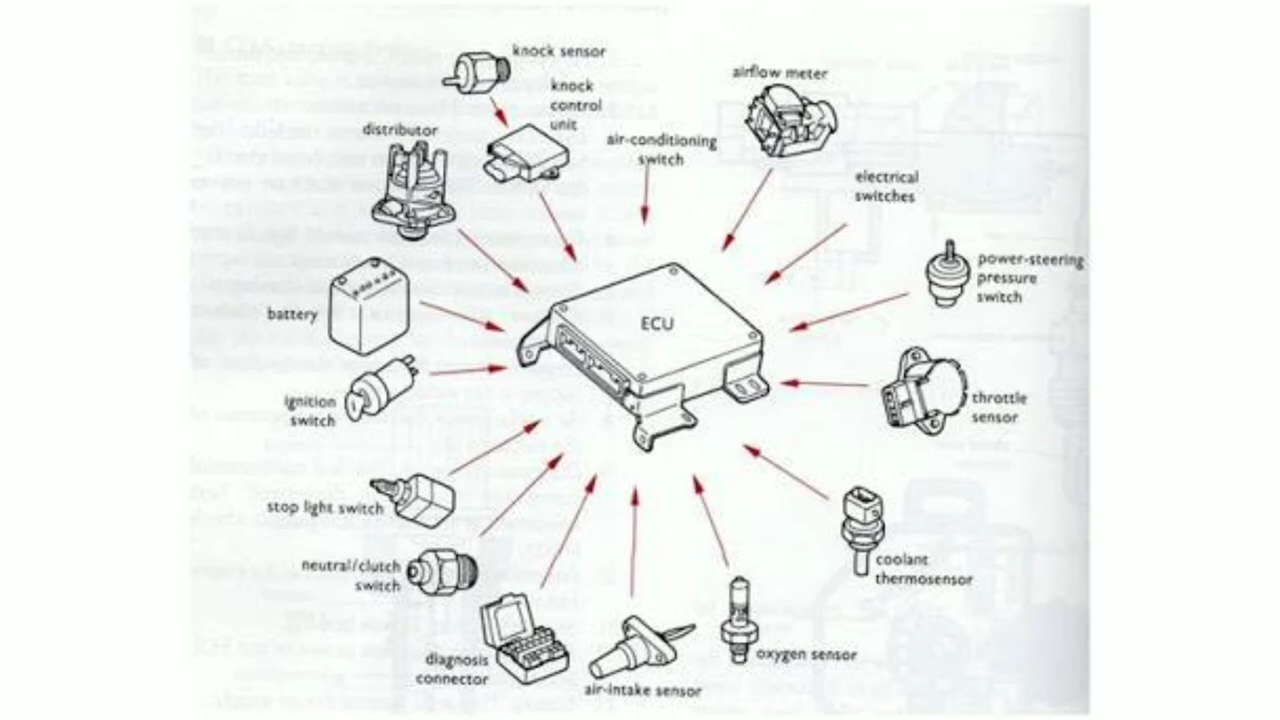 knock sensor
knock
control
unit
airflow meter
distributor
air-conditioning
switch
electrical
switches
power-steering
pressure
switch
battery
ECU
ignition
switch
throttle
sensor
stop light switch
neutral/clutch
switch
coolant
thermosensor
diagnosis
connector
oxygen sensor
air-intake sensor